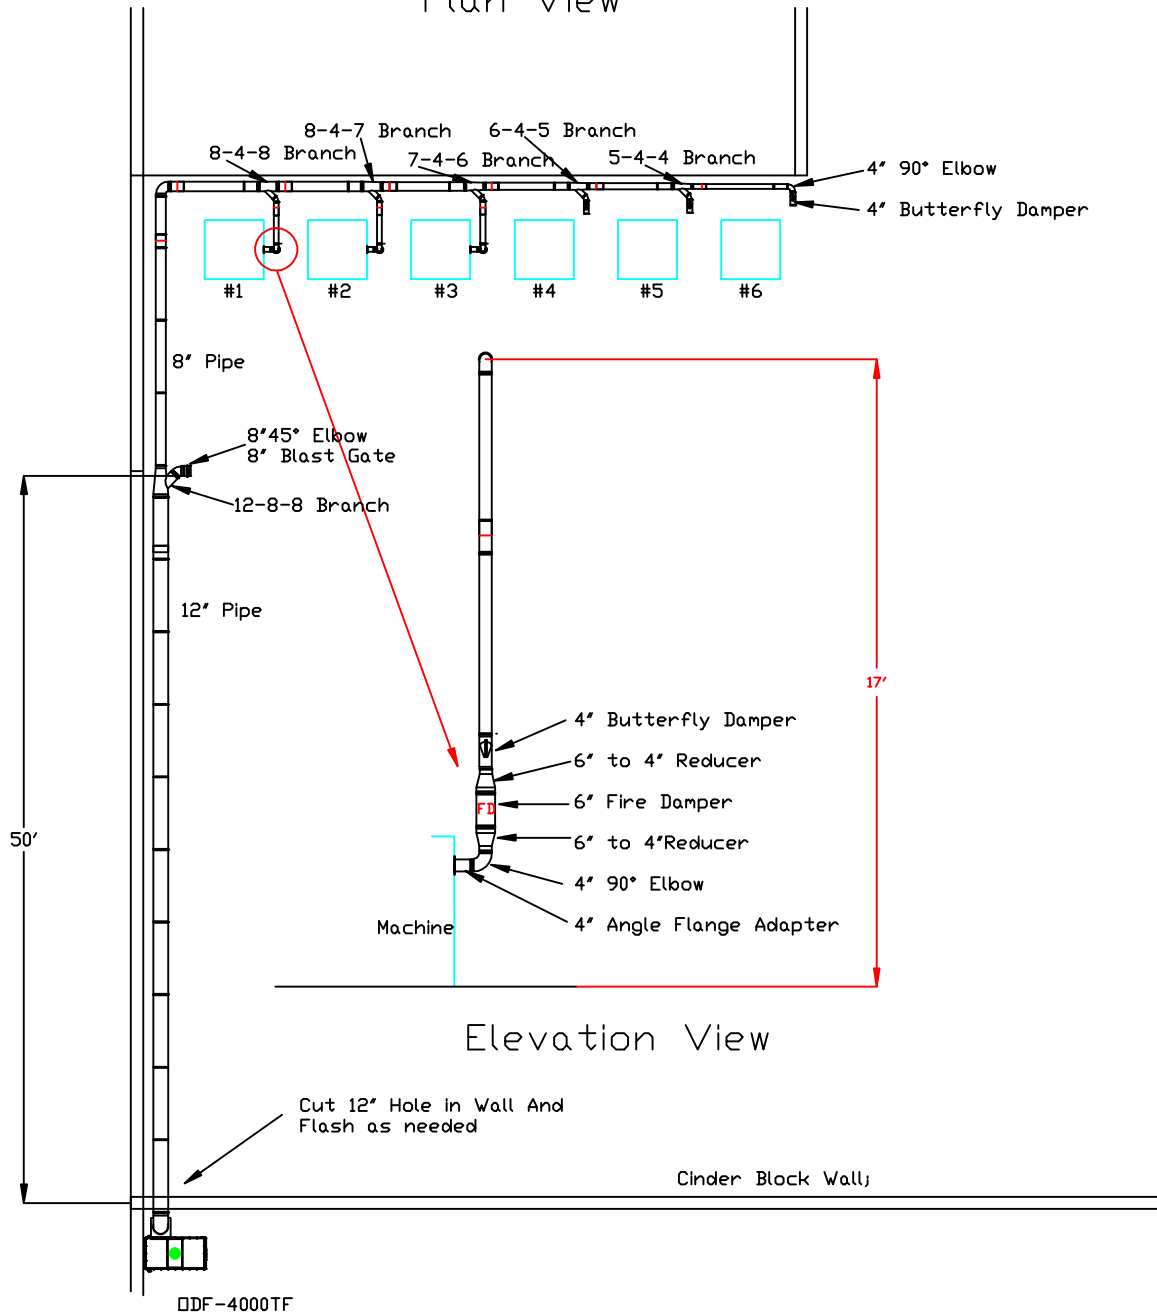 Plan View
8-4-7 Branch
6-4-5 Branch
8-4-8 Branch
7-4-6 Branch
5-4-4 Branch
4" 90° Elbow
4" Butterfly Damper
#1
#2
#3
#4
#5
#6
8" Pipe
8"45° Elbow
8" Blast Gate
12-8-8 Branch
12" Pipe
17'
4" Butterfly Damper
6" to 4" Reducer
6" Fire Damper
FD
6" to 4"Reducer
50'
4" 90° Elbow
4" Angle Flange Adapter
Machine
Elevation View
Cut 12" Hole in Wall And
Flash as needed
Cinder Block Wall;
ODF-4000TF